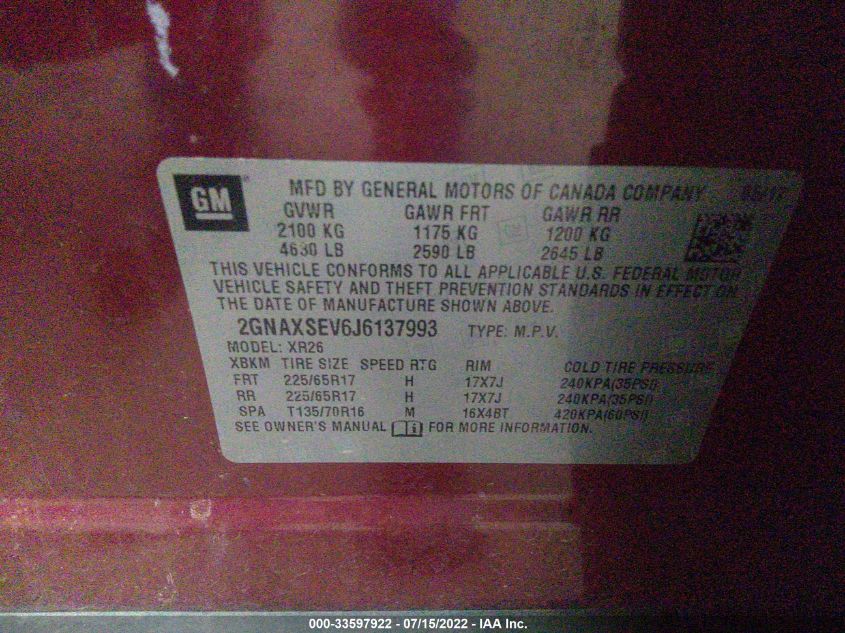 GM
MFD BY GENERAL MOTORS OF CANADA COMPANY
GVWR GAWR FRT GAWR RR
2100 KG 1175 KG 1200 KG
4630 LB 2590 LB 2645 LB
THIS VEHICLE CONFORMS TO ALL APPLICABLE U.S. FEDERAL MOTOR
VEHICLE SAFETY AND THEFT PREVENTION STANDARDS IN EFFECT ON
THE DATE OF MANUFACTURE SHOWN ABOVE.
2GNAXSEV6J6137993 TYPE: M.P.V.
MODEL: XR26
XBKM TIRE SIZE SPEED RTG RIM COLD TIRE PRESSURE
FRT 225/65R17 H 17X7J 240KPA(35PSI)
RR 225/65R17 H 17X7J 240KPA(35PSI)
SPA T135/70R16 M 16X4BT 420KPA(60PSI)
SEE OWNER'S MANUAL FOR MORE INFORMATION.
000-33597922 - 07/15/2022 - IAA Inc.